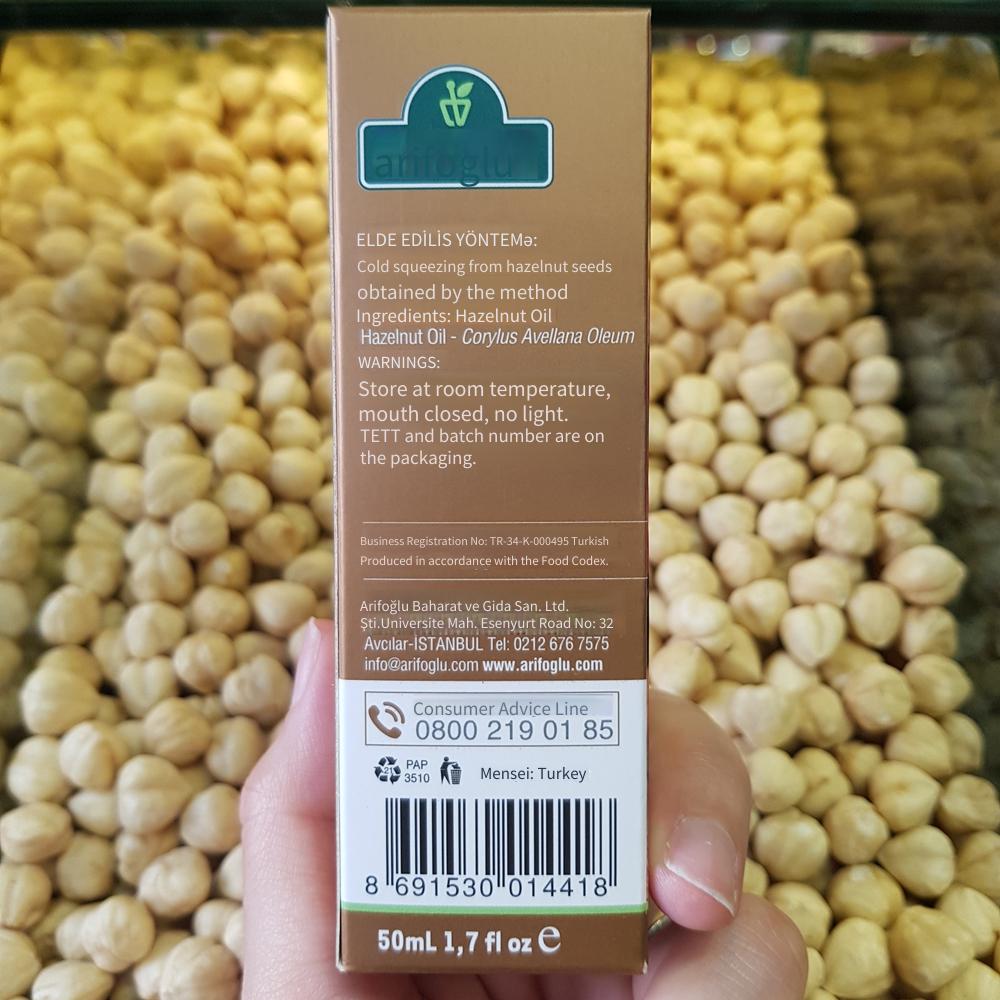 arifoglu
ELDE EDİLİS YÖNTEMə:
Cold squeezing from hazelnut seeds
obtained by the method
Ingredients: Hazelnut Oil
Hazelnut Oil - Corylus Avellana Oleum
WARNINGS:
Store at room temperature,
mouth closed, no light.
TETT and batch number are on
the packaging.
Business Registration No: TR-34-K-000495 Turkish
Produced in accordance with the Food Codex.
Arifoğlu Baharat ve Gida San. Ltd.
Şti.Universite Mah. Esenyurt Road No: 32
Avcılar-İSTANBUL Tel: 0212 676 7575
info@arifoglu.com www.arifoglu.com
Consumer Advice Line
0800 219 01 85
21 PAP
3510
Mensei: Turkey
8 691530 014418
50mL 1,7 fl oz e